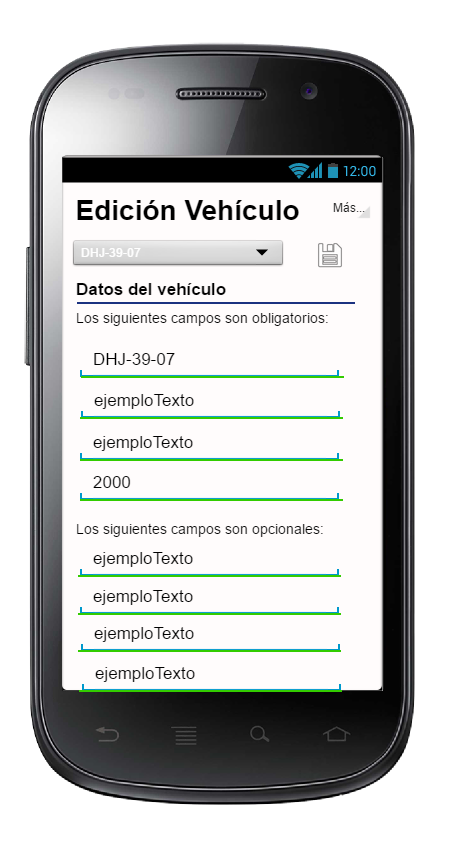 12:00
Edición Vehículo
Más...
DHJ-39-07
Datos del vehículo
Los siguientes campos son obligatorios:
DHJ-39-07
ejemploTexto
ejemploTexto
2000
Los siguientes campos son opcionales:
ejemploTexto
ejemploTexto
ejemploTexto
ejemploTexto